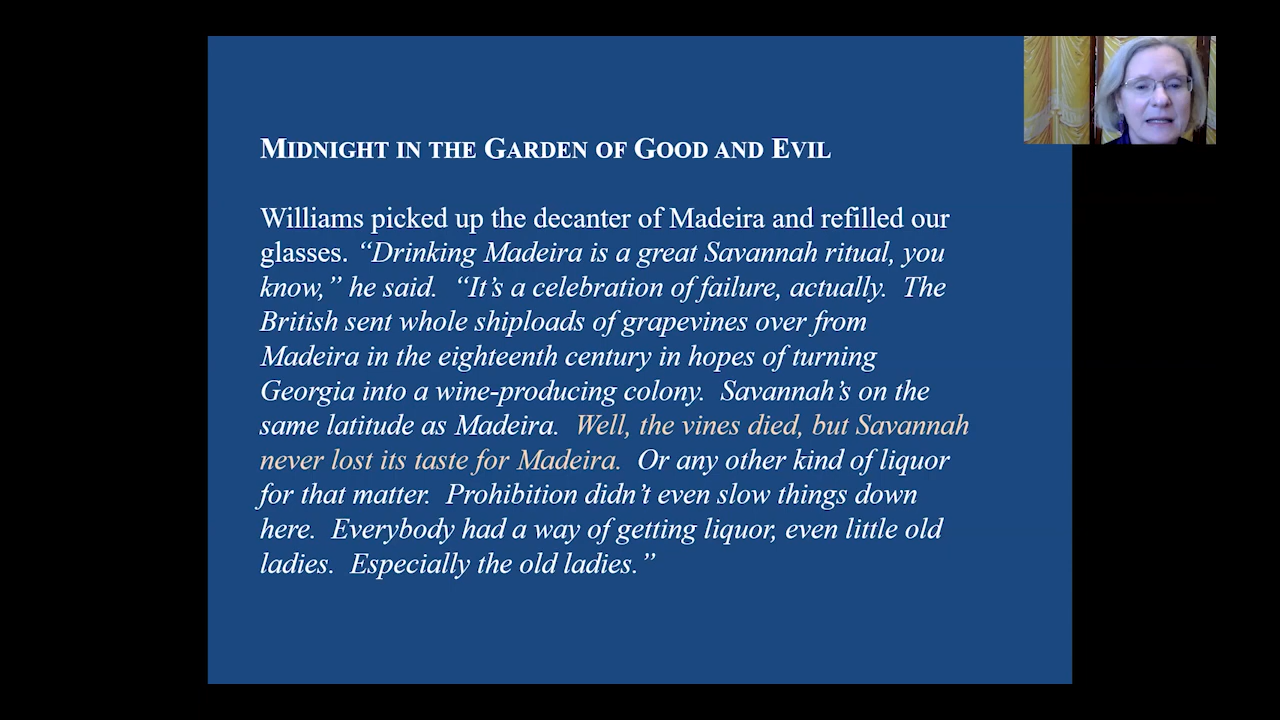 MIDNIGHT IN THE GARDEN OF GOOD AND EVIL
Williams picked up the decanter of Madeira and refilled our
glasses. “Drinking Madeira is a great Savannah ritual, you
know,” he said.  “It’s a celebration of failure, actually.  The
British sent whole shiploads of grapevines over from
Madeira in the eighteenth century in hopes of turning
Georgia into a wine-producing colony.  Savannah’s on the
same latitude as Madeira.  Well, the vines died, but Savannah
never lost its taste for Madeira.  Or any other kind of liquor
for that matter.  Prohibition didn’t even slow things down
here.  Everybody had a way of getting liquor, even little old
ladies.  Especially the old ladies.”